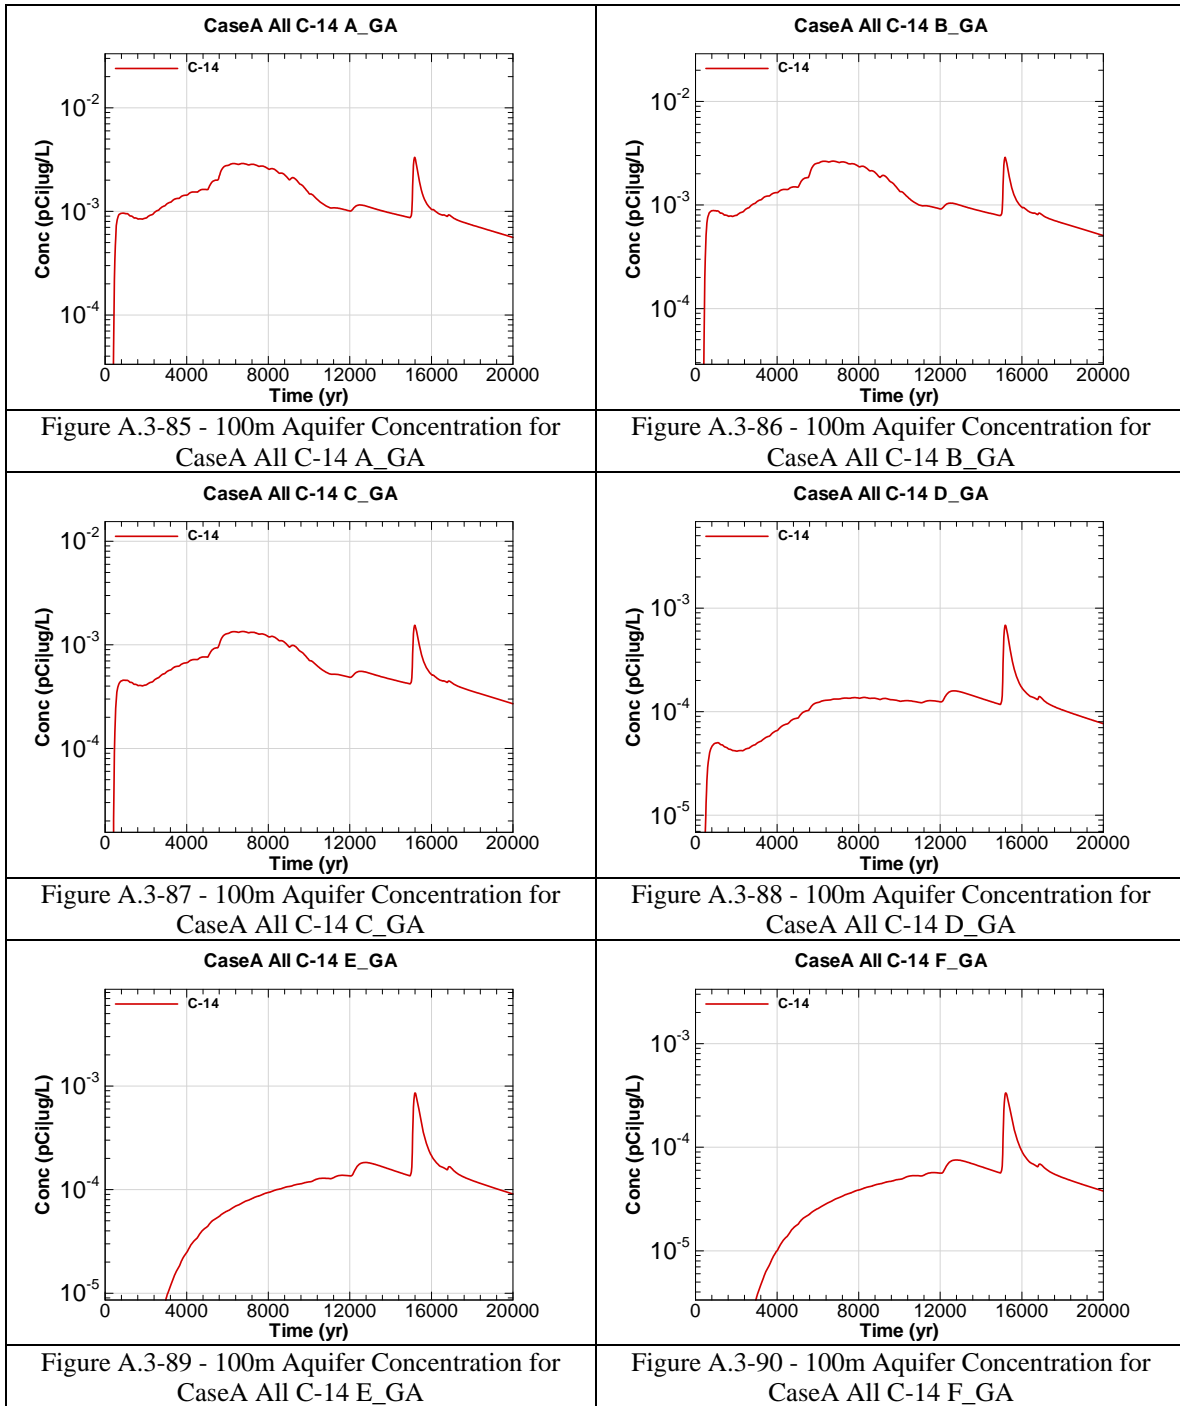 CaseA All C-14 A_GA
C-14
10-2
10-3
10-4
Conc (pCi|ug/L)
0 4000 8000 12000 16000 20000
Time (yr)
Figure A.3-85 - 100m Aquifer Concentration for
CaseA All C-14 A_GA
CaseA All C-14 B_GA
C-14
10-2
10-3
10-4
Conc (pCi|ug/L)
0 4000 8000 12000 16000 20000
Time (yr)
Figure A.3-86 - 100m Aquifer Concentration for
CaseA All C-14 B_GA
CaseA All C-14 C_GA
C-14
10-2
10-3
10-4
Conc (pCi|ug/L)
0 4000 8000 12000 16000 20000
Time (yr)
Figure A.3-87 - 100m Aquifer Concentration for
CaseA All C-14 C_GA
CaseA All C-14 D_GA
C-14
10-3
10-4
10-5
Conc (pCi|ug/L)
0 4000 8000 12000 16000 20000
Time (yr)
Figure A.3-88 - 100m Aquifer Concentration for
CaseA All C-14 D_GA
CaseA All C-14 E_GA
C-14
10-3
10-4
10-5
Conc (pCi|ug/L)
0 4000 8000 12000 16000 20000
Time (yr)
Figure A.3-89 - 100m Aquifer Concentration for
CaseA All C-14 E_GA
CaseA All C-14 F_GA
C-14
10-3
10-4
10-5
Conc (pCi|ug/L)
0 4000 8000 12000 16000 20000
Time (yr)
Figure A.3-90 - 100m Aquifer Concentration for
CaseA All C-14 F_GA